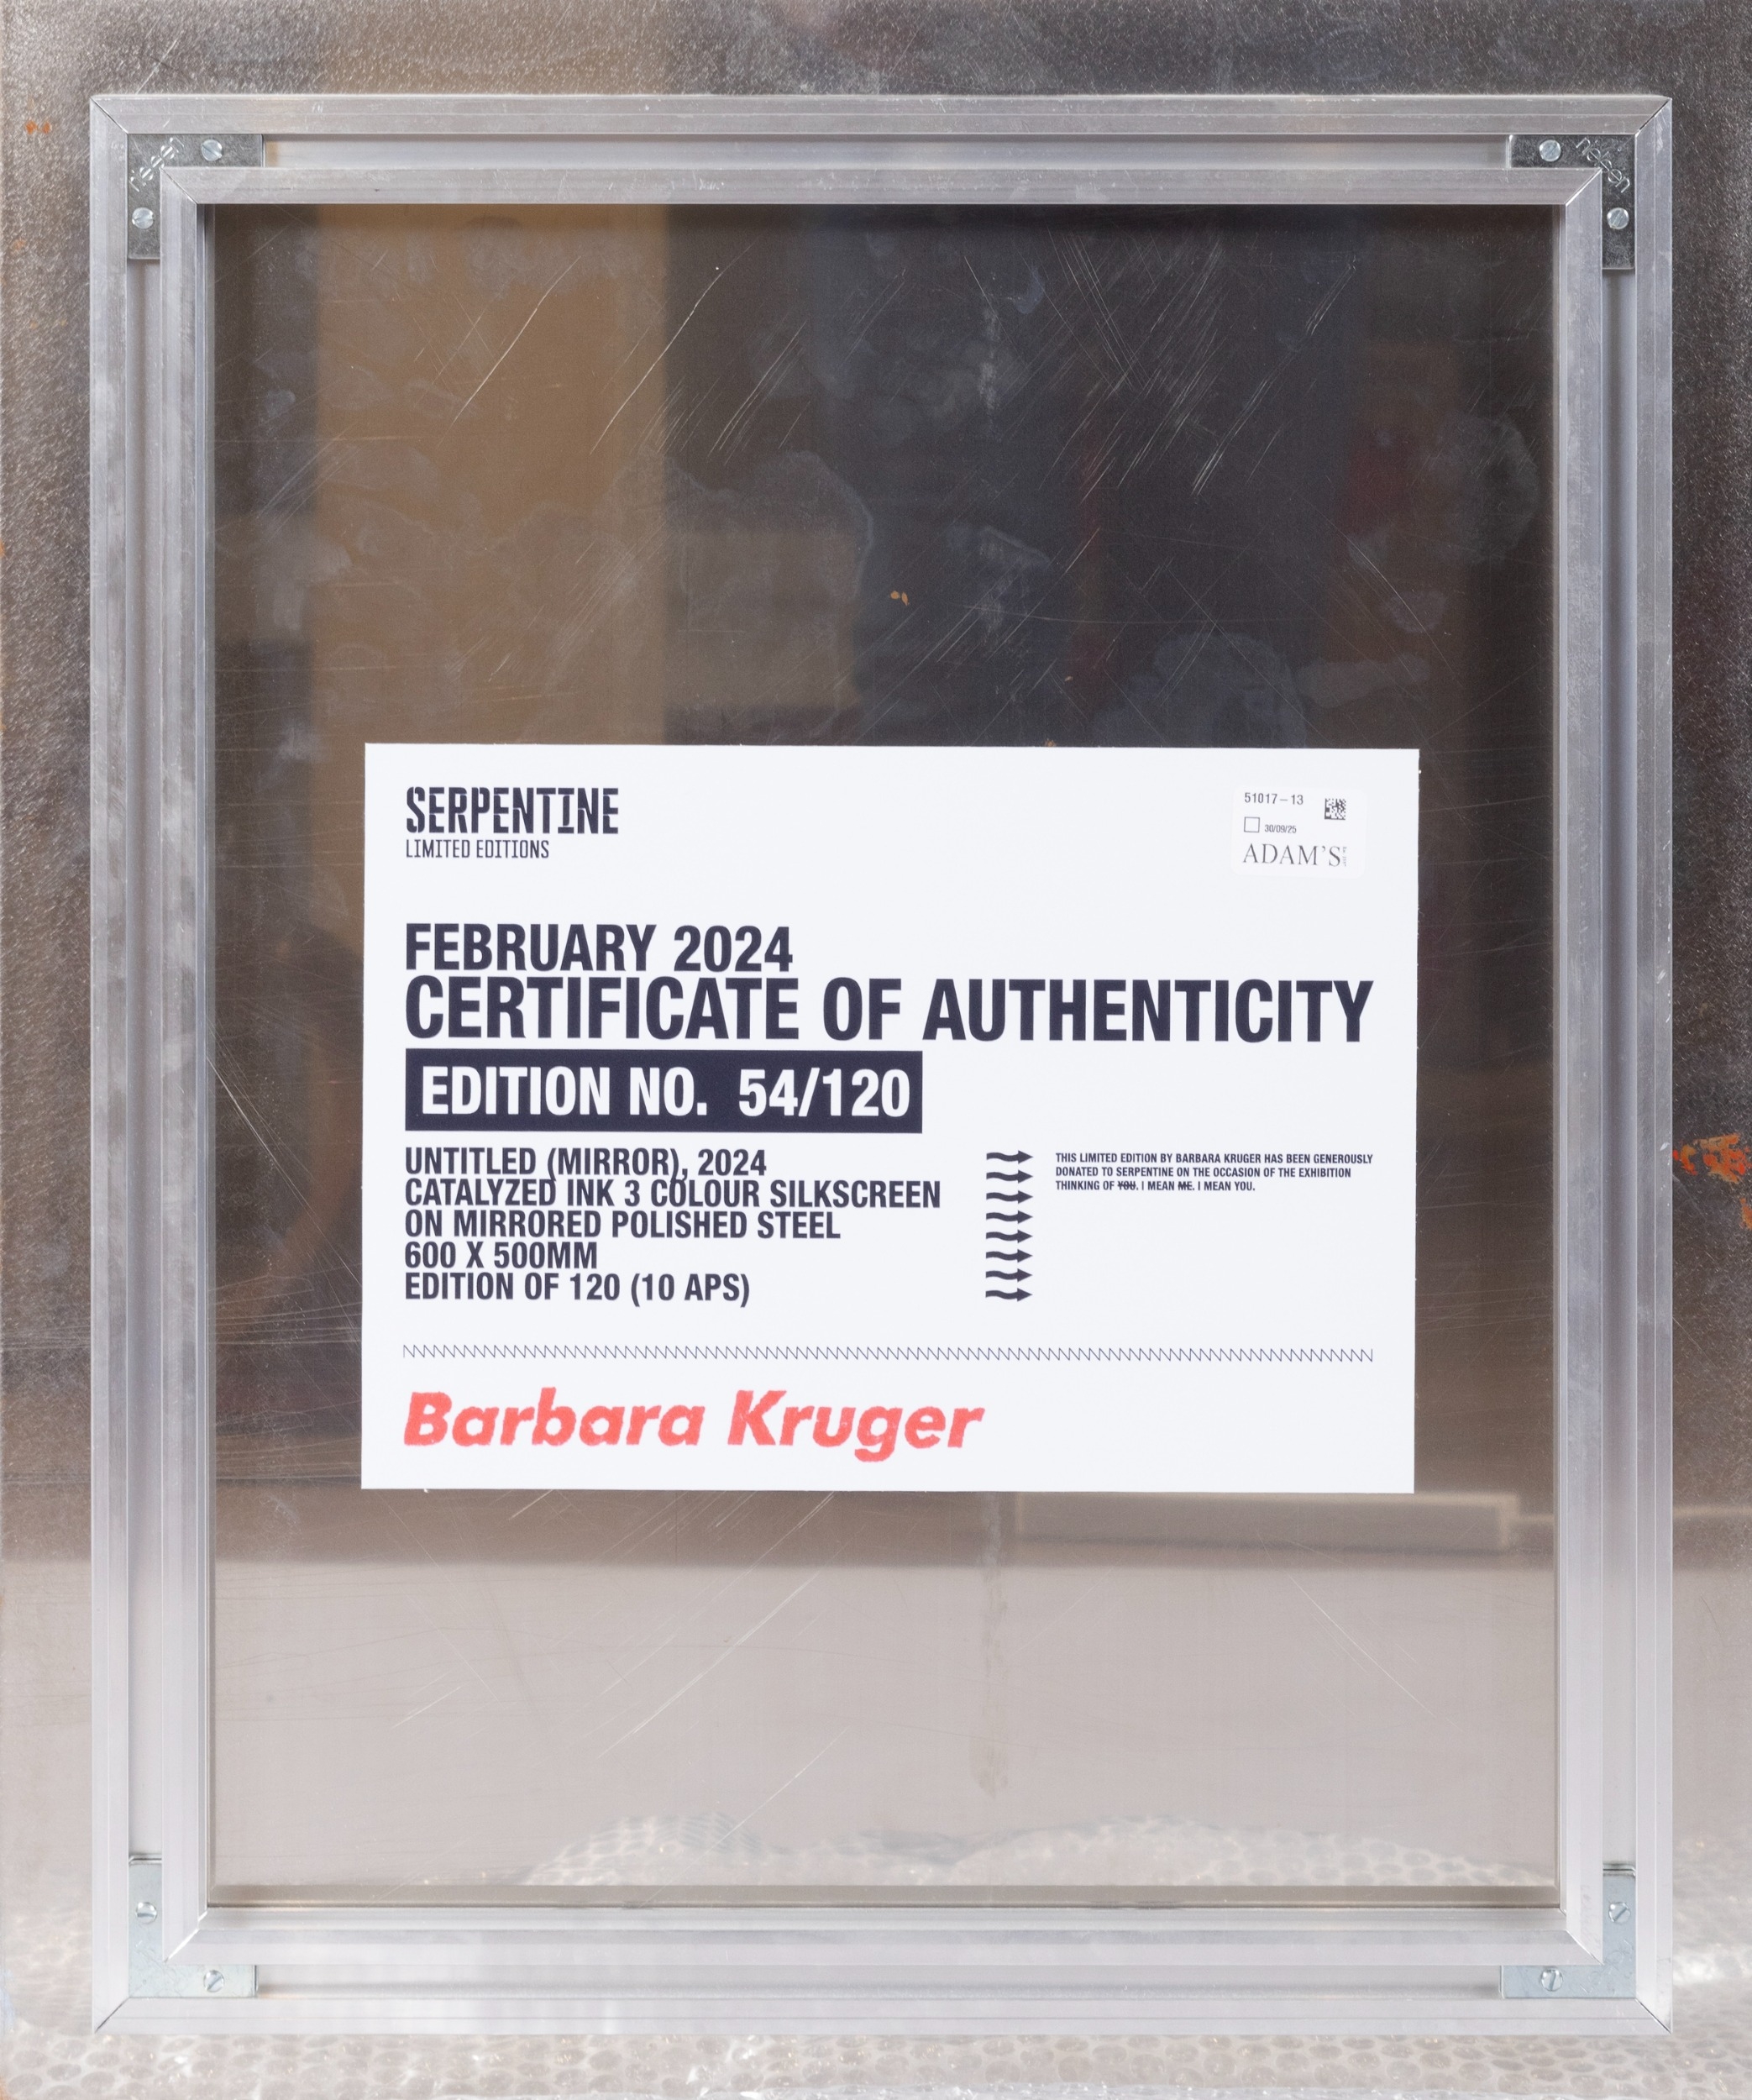 nelsen
nelsen
SERPENTINE
LIMITED EDITIONS
51017-13
30/09/25
ADAM'S
FEBRUARY 2024
CERTIFICATE OF AUTHENTICITY
EDITION NO. 54/120
UNTITLED (MIRROR), 2024
CATALYZED INK 3 COLOUR SILKSCREEN
ON MIRRORED POLISHED STEEL
600 X 500MM
EDITION OF 120 (10 APS)
THIS LIMITED EDITION BY BARBARA KRUGER HAS BEEN GENEROUSLY
DONATED TO SERPENTINE ON THE OCCASION OF THE EXHIBITION
THINKING OF YOU. I MEAN ME. I MEAN YOU.
Barbara Kruger